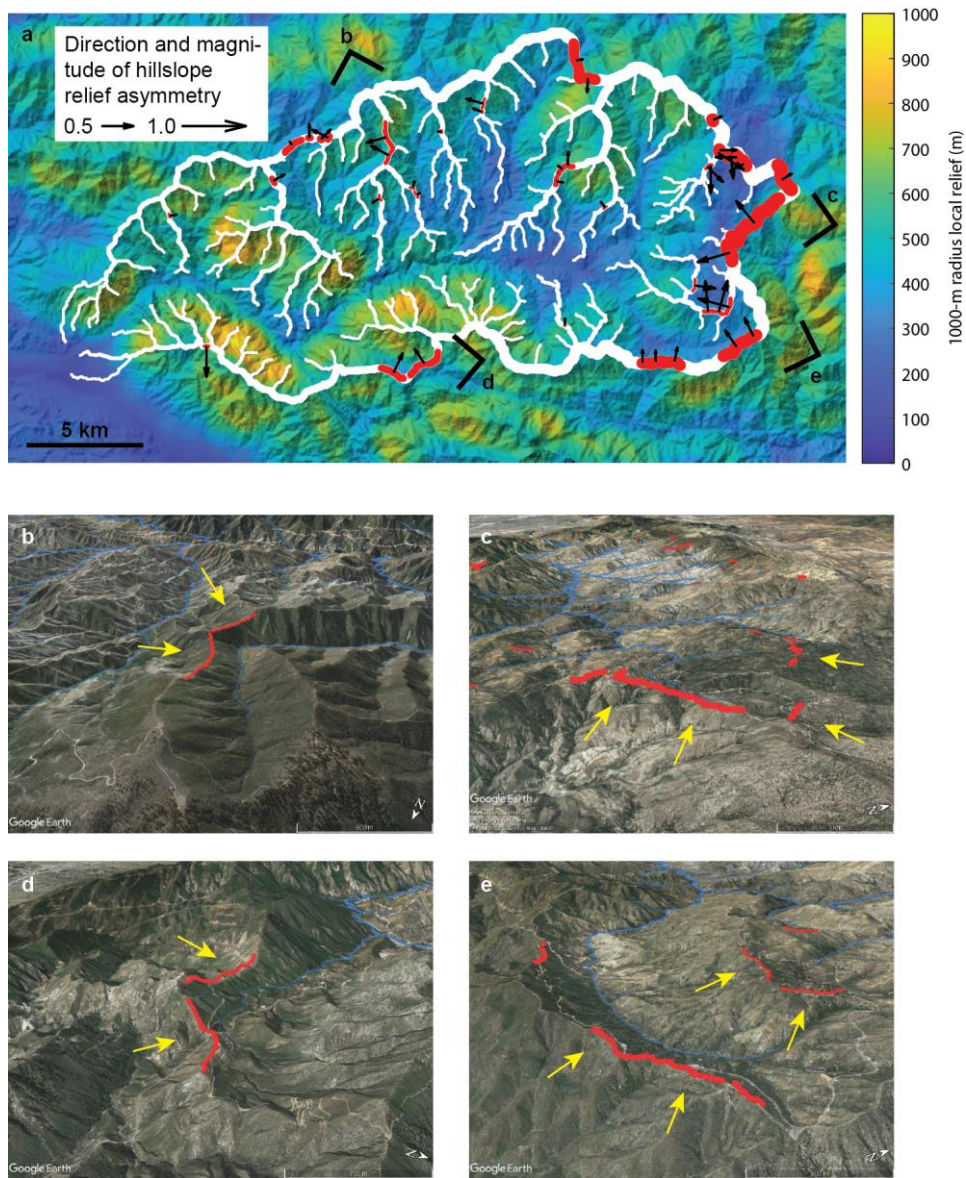 a
Direction and magni-
tude of hillslope
relief asymmetry
0.5 1.0
b
c
d
e
5 km
1000
900
800
700
600
500
400
300
200
100
0
1000-m radius local relief (m)
b
Google Earth
N
c
Google Earth
N
d
Google Earth
N
e
Google Earth
N